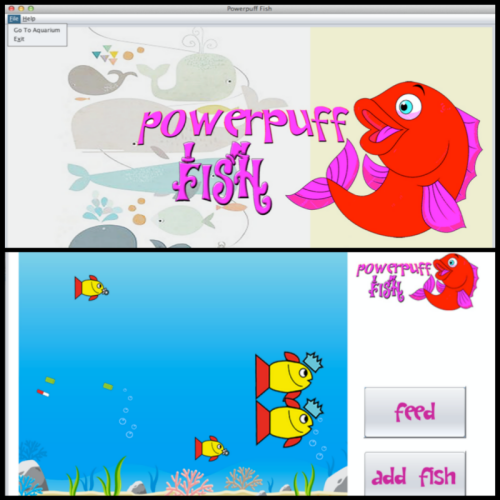 Powerpuff Fish
File Help
Go To Aquarium
Exit
powerpuff
FISH
powerpuff
FISH
feed
add fish